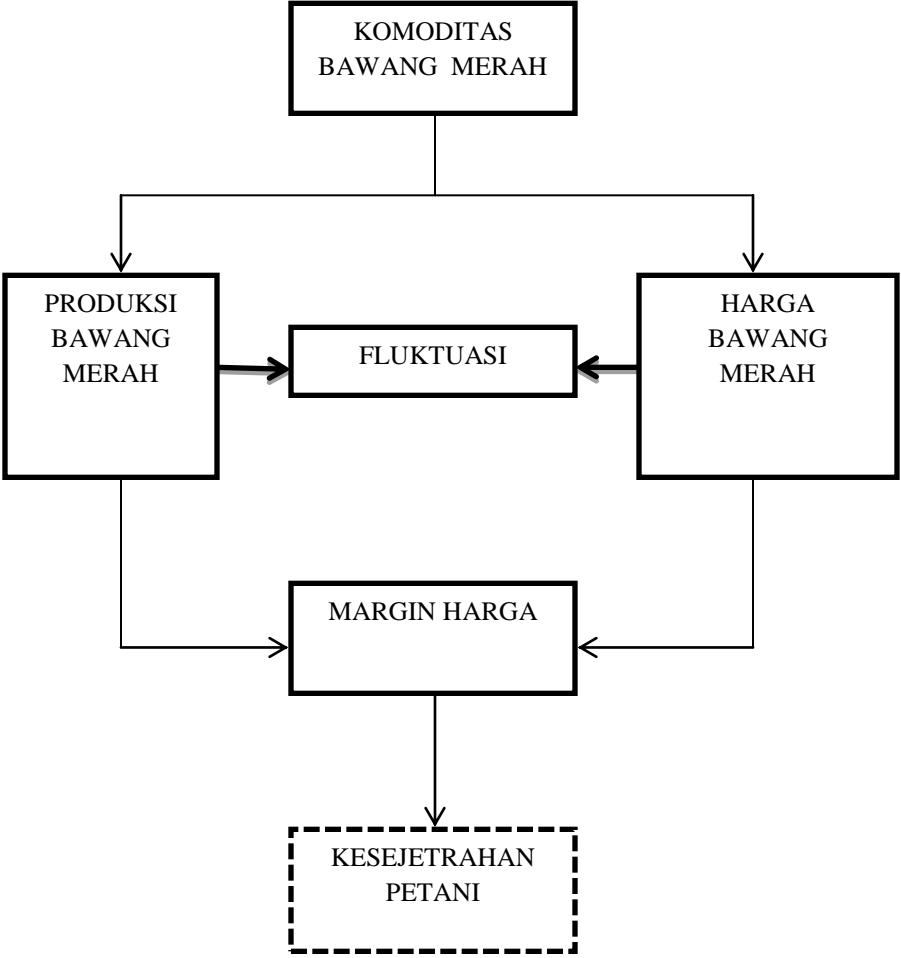 KOMODITAS
BAWANG MERAH
PRODUKSI
BAWANG
MERAH
FLUKTUASI
HARGA
BAWANG
MERAH
MARGIN HARGA
KESEJETRAHAN
PETANI